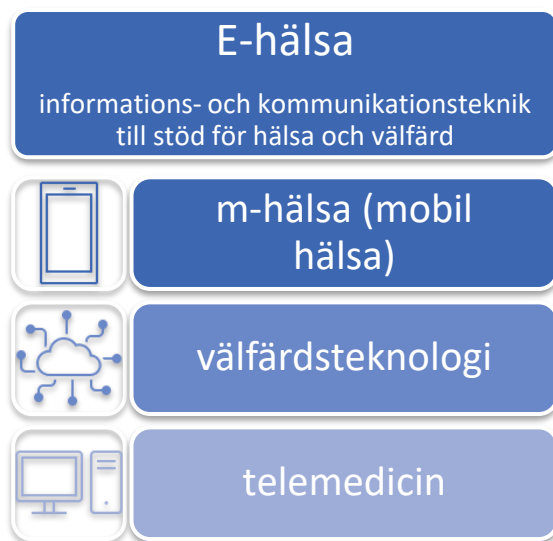 E-hälsa
informations- och kommunikationsteknik
till stöd för hälsa och välfärd
m-hälsa (mobil
hälsa)
välfärdsteknologi
telemedicin